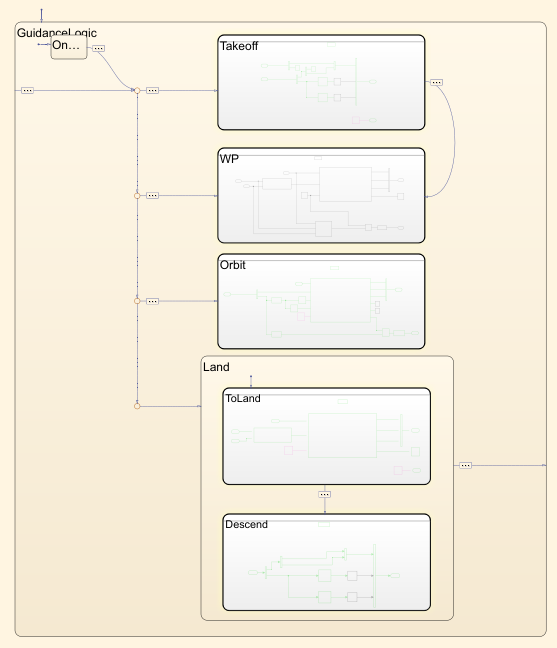 GuidanceLogic
On...
Takeoff
WP
Orbit
Land
ToLand
Descend